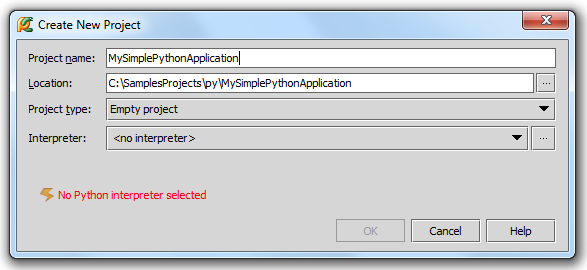 Create New Project
Project name: MySimplePythonApplication
Location: C:\SamplesProjects\py\MySimplePythonApplication ...
Project type: Empty project
Interpreter: <no interpreter> ...
No Python interpreter selected
OK Cancel Help